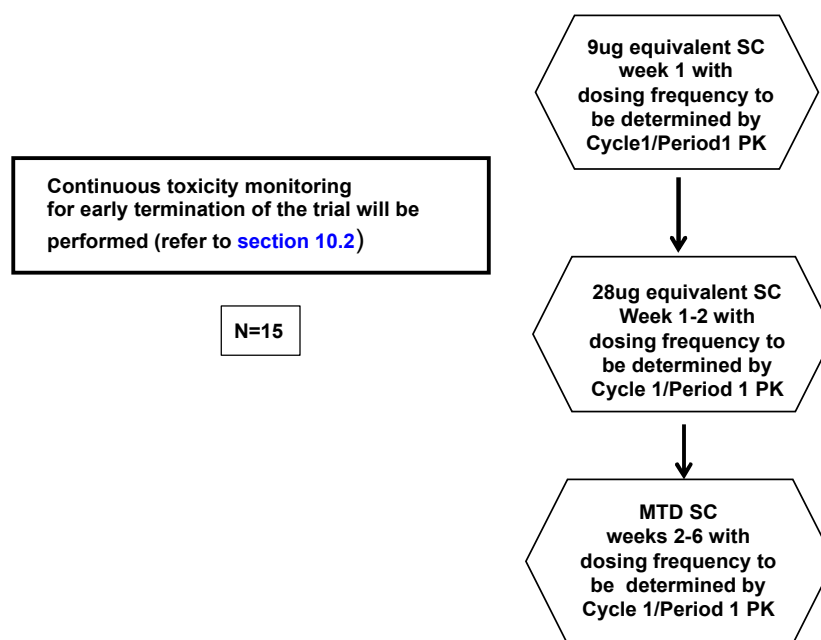 9ug equivalent SC
week 1 with
dosing frequency to
be determined by
Cycle1/Period1 PK
Continuous toxicity monitoring
for early termination of the trial will be
performed (refer to section 10.2)
N=15
28ug equivalent SC
Week 1-2 with
dosing frequency to
be determined by
Cycle 1/Period 1 PK
MTD SC
weeks 2-6 with
dosing frequency to
be determined by
Cycle 1/Period 1 PK